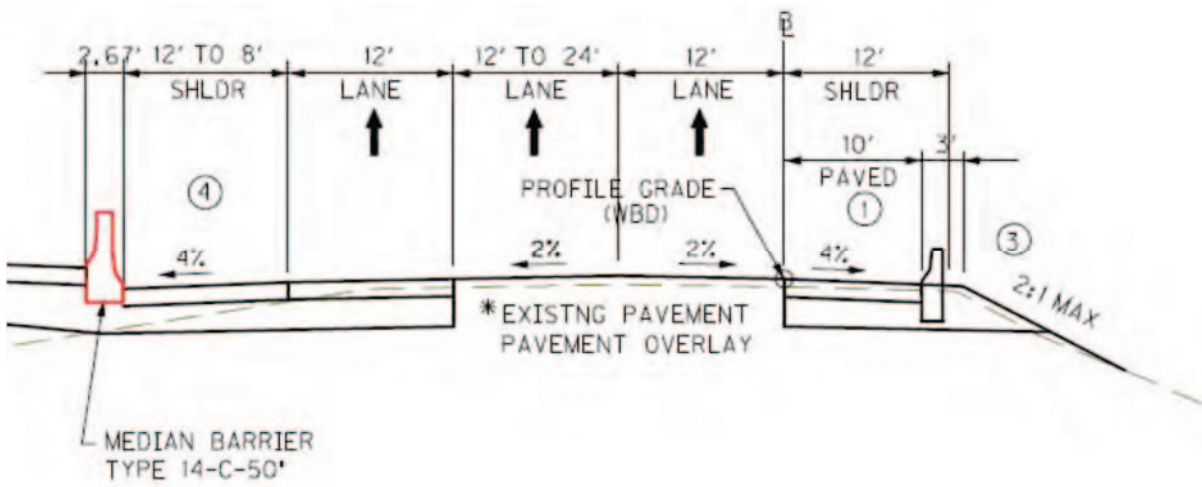 B
2.67' 12' TO 8' 12' 12' TO 24' 12' 12'
SHLDR LANE LANE LANE SHLDR
10' 3'
PAVED
PROFILE GRADE
(WBD)
1
4
3
4% 2% 2% 4%
2:1 MAX
*EXISTNG PAVEMENT
PAVEMENT OVERLAY
MEDIAN BARRIER
TYPE 14-C-50"